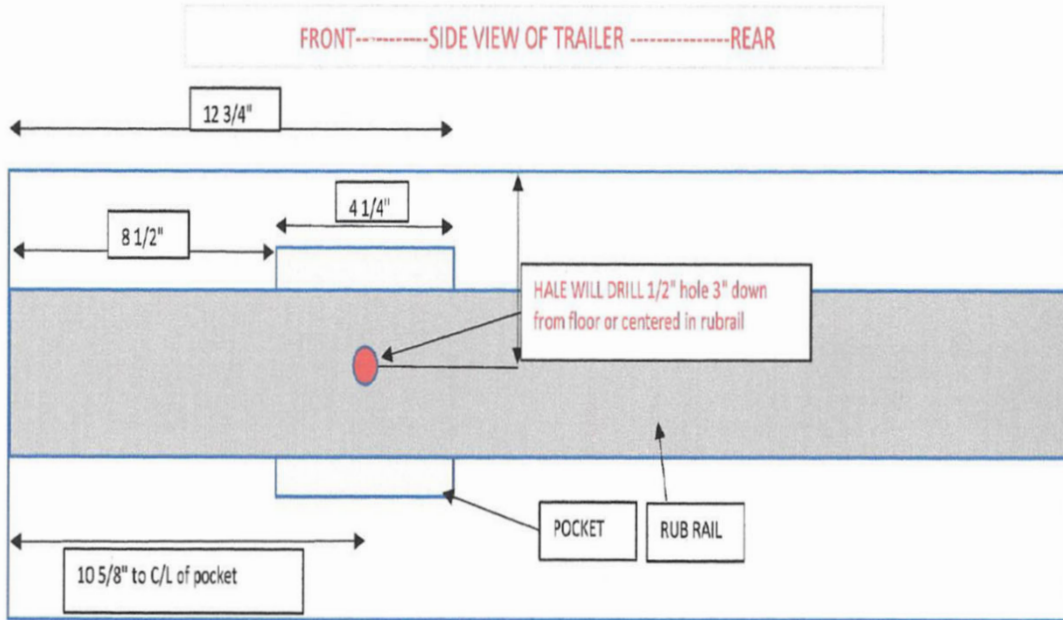 FRONT---------SIDE VIEW OF TRAILER -------------REAR
12 3/4"
4 1/4"
8 1/2"
HALE WILL DRILL 1/2" hole 3" down
from floor or centered in rubrail
POCKET
RUB RAIL
10 5/8" to C/L of pocket